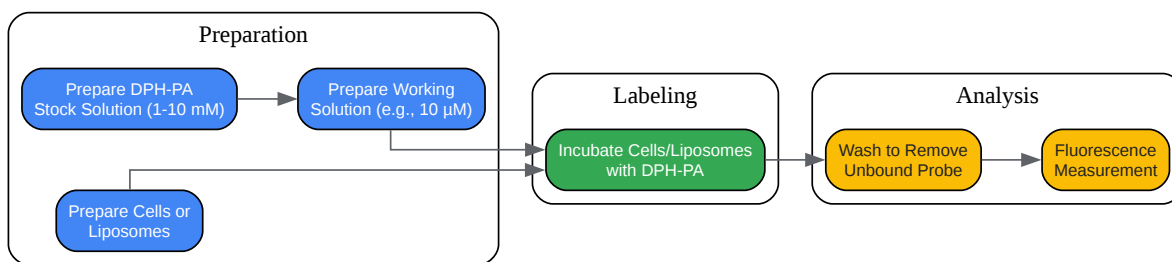 Preparation
Prepare DPH-PA
Stock Solution (1-10 mM)
Prepare Working
Solution (e.g., 10 µM)
Prepare Cells or
Liposomes
Labeling
Incubate Cells/Liposomes
with DPH-PA
Analysis
Wash to Remove
Unbound Probe
Fluorescence
Measurement